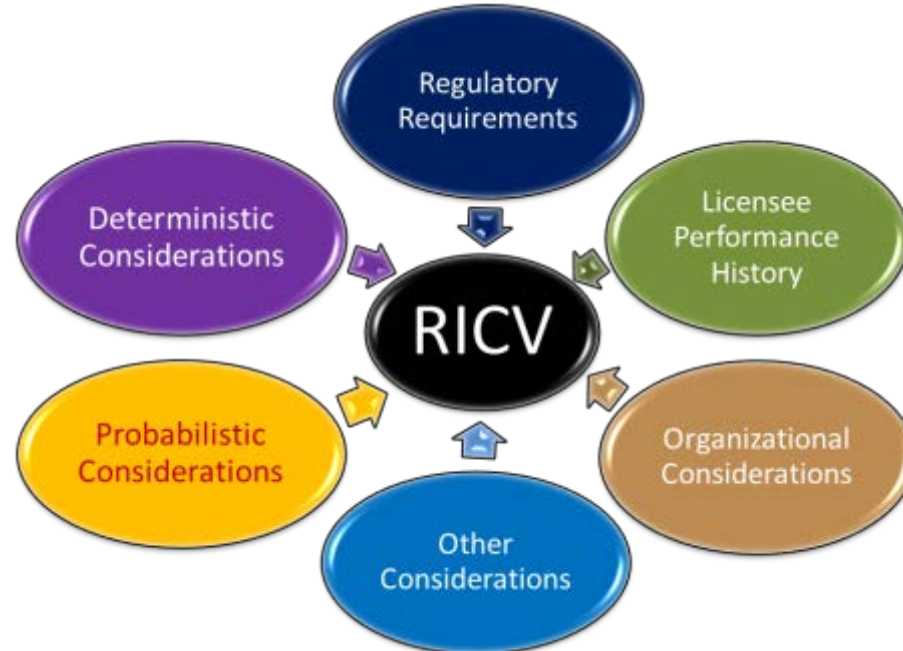 Regulatory
Requirements
Deterministic
Considerations
Licensee
Performance
History
RICV
Probabilistic
Considerations
Organizational
Considerations
Other
Considerations